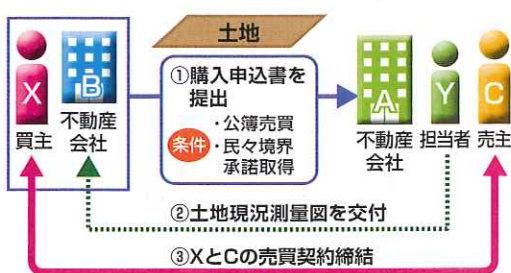 土地
X
B
買主
不動産
会社
①購入申込書を
提出
条件
・公簿売買
・民々境界
承諾取得
A
Y
C
不動産
会社
担当者
売主
②土地現況測量図を交付
③XとCの売買契約締結